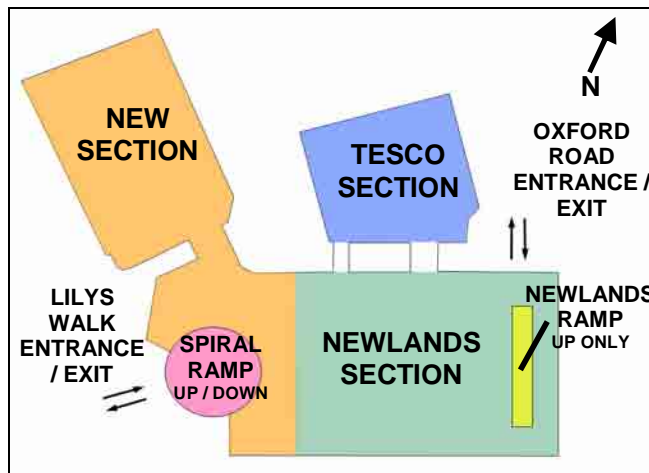 NEW
SECTION
TESCO
SECTION
N
OXFORD
ROAD
ENTRANCE /
EXIT
LILYS
WALK
ENTRANCE
/ EXIT
SPIRAL
RAMP
UP / DOWN
NEWLANDS
SECTION
NEWLANDS
RAMP
UP ONLY